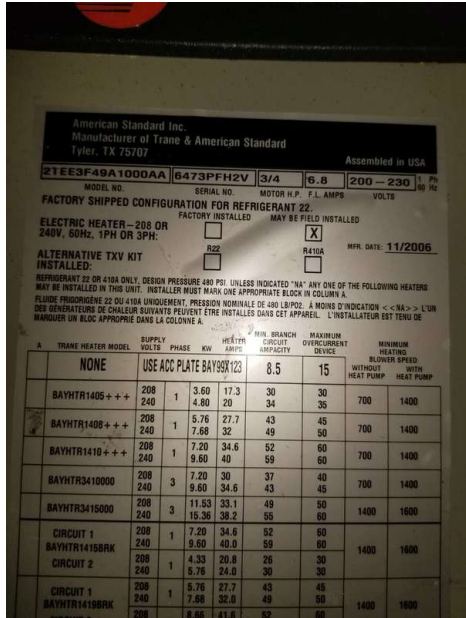 American Standard Inc.
Manufacturer of Trane & American Standard
Tyler, TX 75707
Assembled in USA
2TEE3F49A1000AA 6473PFH2V 3/4 6.8 200 – 230 1 Ph 60 Hz
MODEL NO. SERIAL NO. MOTOR H.P. F.L. AMPS VOLTS
FACTORY SHIPPED CONFIGURATION FOR REFRIGERANT 22.
FACTORY INSTALLED MAY BE FIELD INSTALLED
ELECTRIC HEATER–208 OR
240V, 60Hz, 1PH OR 3PH: X
MFR. DATE: 11/2006
ALTERNATIVE TXV KIT
INSTALLED: R22 R410A
REFRIGERANT 22 OR 410A ONLY, DESIGN PRESSURE 480 PSI. UNLESS INDICATED "NA" ANY ONE OF THE FOLLOWING HEATERS
MAY BE INSTALLED IN THIS UNIT. INSTALLER MUST MARK ONE APPROPRIATE BLOCK IN COLUMN A.
FLUIDE FRIGORIGÈNE 22 OU 410A UNIQUEMENT, PRESSION NOMINALE DE 480 LB/PO2. À MOINS D'INDICATION <<NA>> L'UN
DES GÉNÉRATEURS DE CHALEUR SUIVANTS PEUVENT ÊTRE INSTALLÉS DANS CET APPAREIL. L'INSTALLATEUR EST TENU DE
MARQUER UN BLOC APPROPRIÉ DANS LA COLONNE A.
A TRANE HEATER MODEL SUPPLY VOLTS PHASE KW HEATER AMPS MIN. BRANCH CIRCUIT AMPACITY MAXIMUM OVERCURRENT DEVICE MINIMUM HEATING BLOWER SPEED
WITHOUT HEAT PUMP WITH HEAT PUMP
NONE USE ACC PLATE BAY99X123 8.5 15
BAYHTR1405+++ 208 1 3.60 17.3 30 30 700 1400
240 4.80 20 34 35
BAYHTR1408+++ 208 1 5.76 27.7 43 45 700 1400
240 7.68 32 49 50
BAYHTR1410+++ 208 1 7.20 34.6 52 60 700 1400
240 9.60 40 59 60
BAYHTR3410000 208 3 7.20 30 37 40 700 1400
240 9.60 34.6 43 45
BAYHTR3415000 208 3 11.53 33.1 49 50 1400 1600
240 15.36 38.2 55 60
CIRCUIT 1 208 1 7.20 34.6 52 60 1400 1600
BAYHTR1415BRK 240 9.60 40.0 59 60
CIRCUIT 2 208 1 4.33 20.8 26 30
240 5.76 24.0 30 30
CIRCUIT 1 208 1 5.76 27.7 43 45 1400 1600
BAYHTR1419BRK 240 7.68 32.0 49 50
208 8.66 41.6 52 60